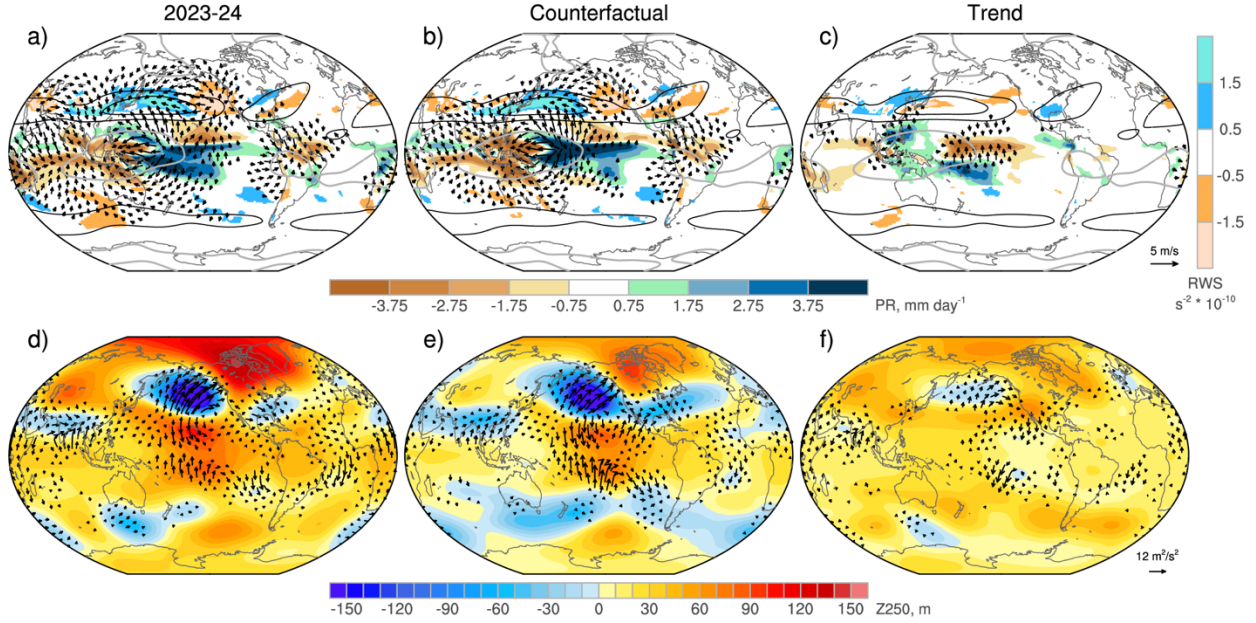 2023-24
Counterfactual
Trend
a)
b)
c)
1.5
0.5
-0.5
-1.5
5 m/s
RWS
s⁻² * 10⁻¹⁰
-3.75 -2.75 -1.75 -0.75 0.75 1.75 2.75 3.75 PR, mm day⁻¹
d)
e)
f)
12 m²/s²
-150 -120 -90 -60 -30 0 30 60 90 120 150 Z250, m